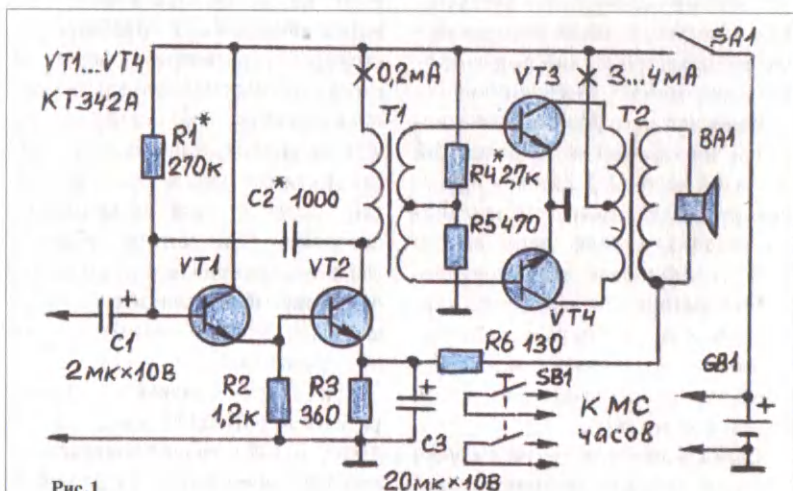 VT1...VT4
КТ342А
R1*
270к
0,2мА
T1
VT3
3...4мА
SA1
T2
BA1
C2* 1000
R4* 2,7к
R5 470
VT1
VT2
VT4
C1
2мк×10В
R2
1,2к
R3
360
R6 130
+
C3
20мк×10В
SB1
К МС
часов
GB1
+
Рис. 1